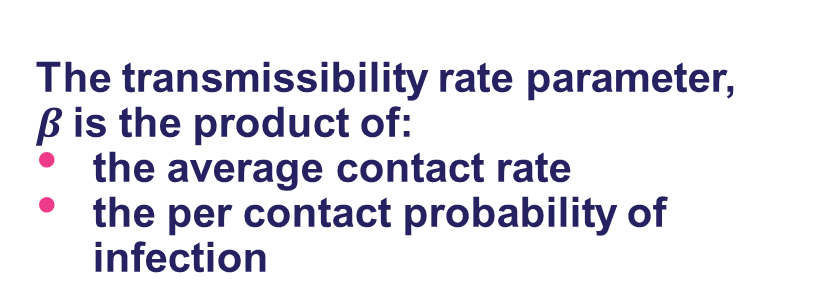 The transmissibility rate parameter,
β is the product of:
• the average contact rate
• the per contact probability of
infection